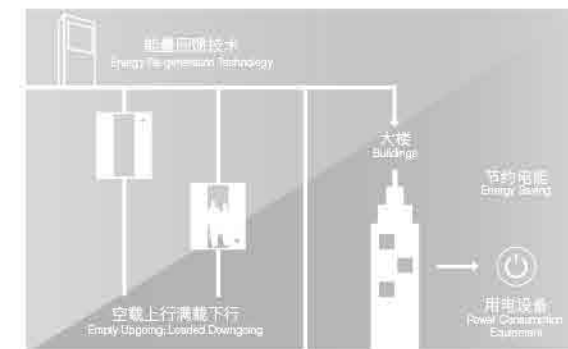 能量回馈技术
Energy Re-generation Technology
大楼
Buildings
节约电能
Energy Saving
空载上行满载下行
Empty Upgoing, Loaded Downgoing
用电设备
Power Consumption
Equipment